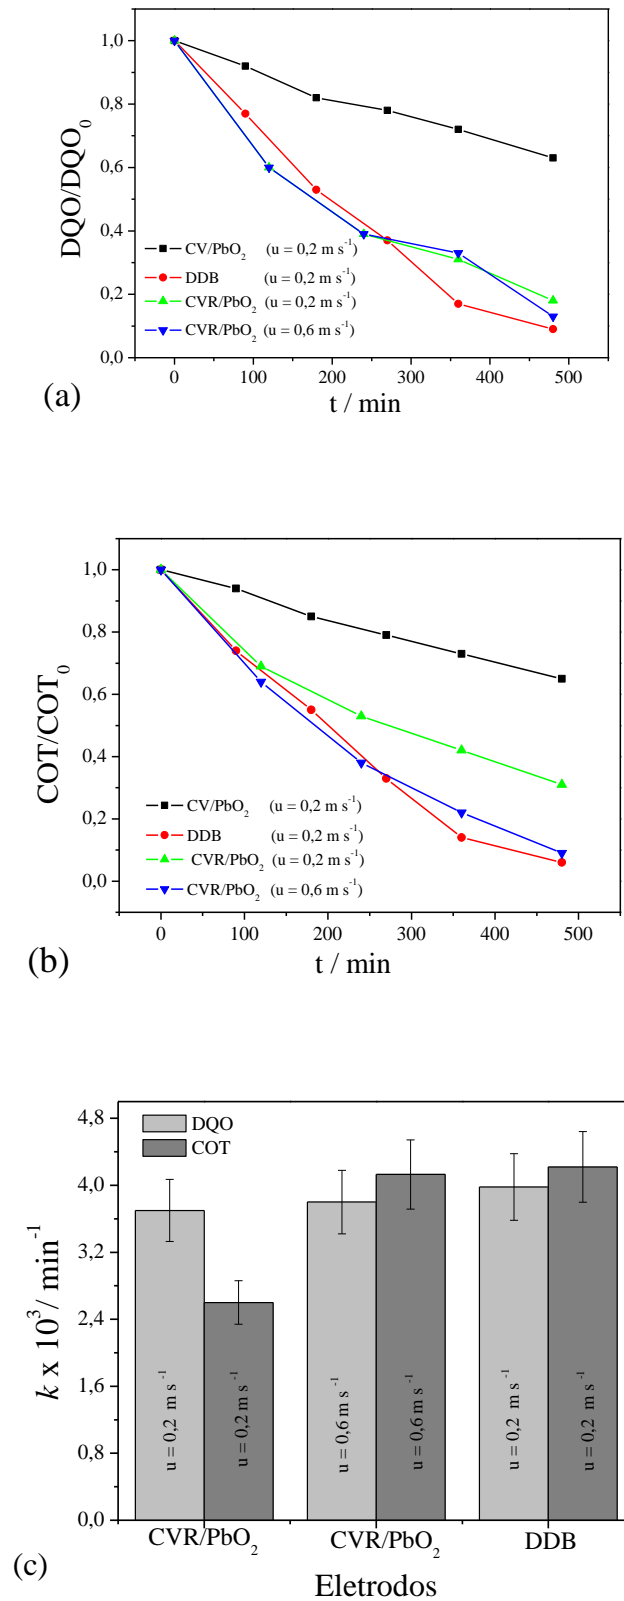 1,0
0,8
0,6
0,4
0,2
0,0
DQO/DQO₀
CV/PbO₂ (u = 0,2 m s⁻¹)
DDB (u = 0,2 m s⁻¹)
CVR/PbO₂ (u = 0,2 m s⁻¹)
CVR/PbO₂ (u = 0,6 m s⁻¹)
0 100 200 300 400 500
t / min
(a)
1,0
0,8
0,6
0,4
0,2
0,0
COT/COT₀
CV/PbO₂ (u = 0,2 m s⁻¹)
DDB (u = 0,2 m s⁻¹)
CVR/PbO₂ (u = 0,2 m s⁻¹)
CVR/PbO₂ (u = 0,6 m s⁻¹)
0 100 200 300 400 500
t / min
(b)
4,8
4,0
3,2
2,4
1,6
0,8
0,0
k x 10³/ min⁻¹
DQO
COT
u = 0,2 m s⁻¹
u = 0,2 m s⁻¹
u = 0,6 m s⁻¹
u = 0,6 m s⁻¹
u = 0,2 m s⁻¹
u = 0,2 m s⁻¹
CVR/PbO₂ CVR/PbO₂ DDB
(c)
Eletrodos